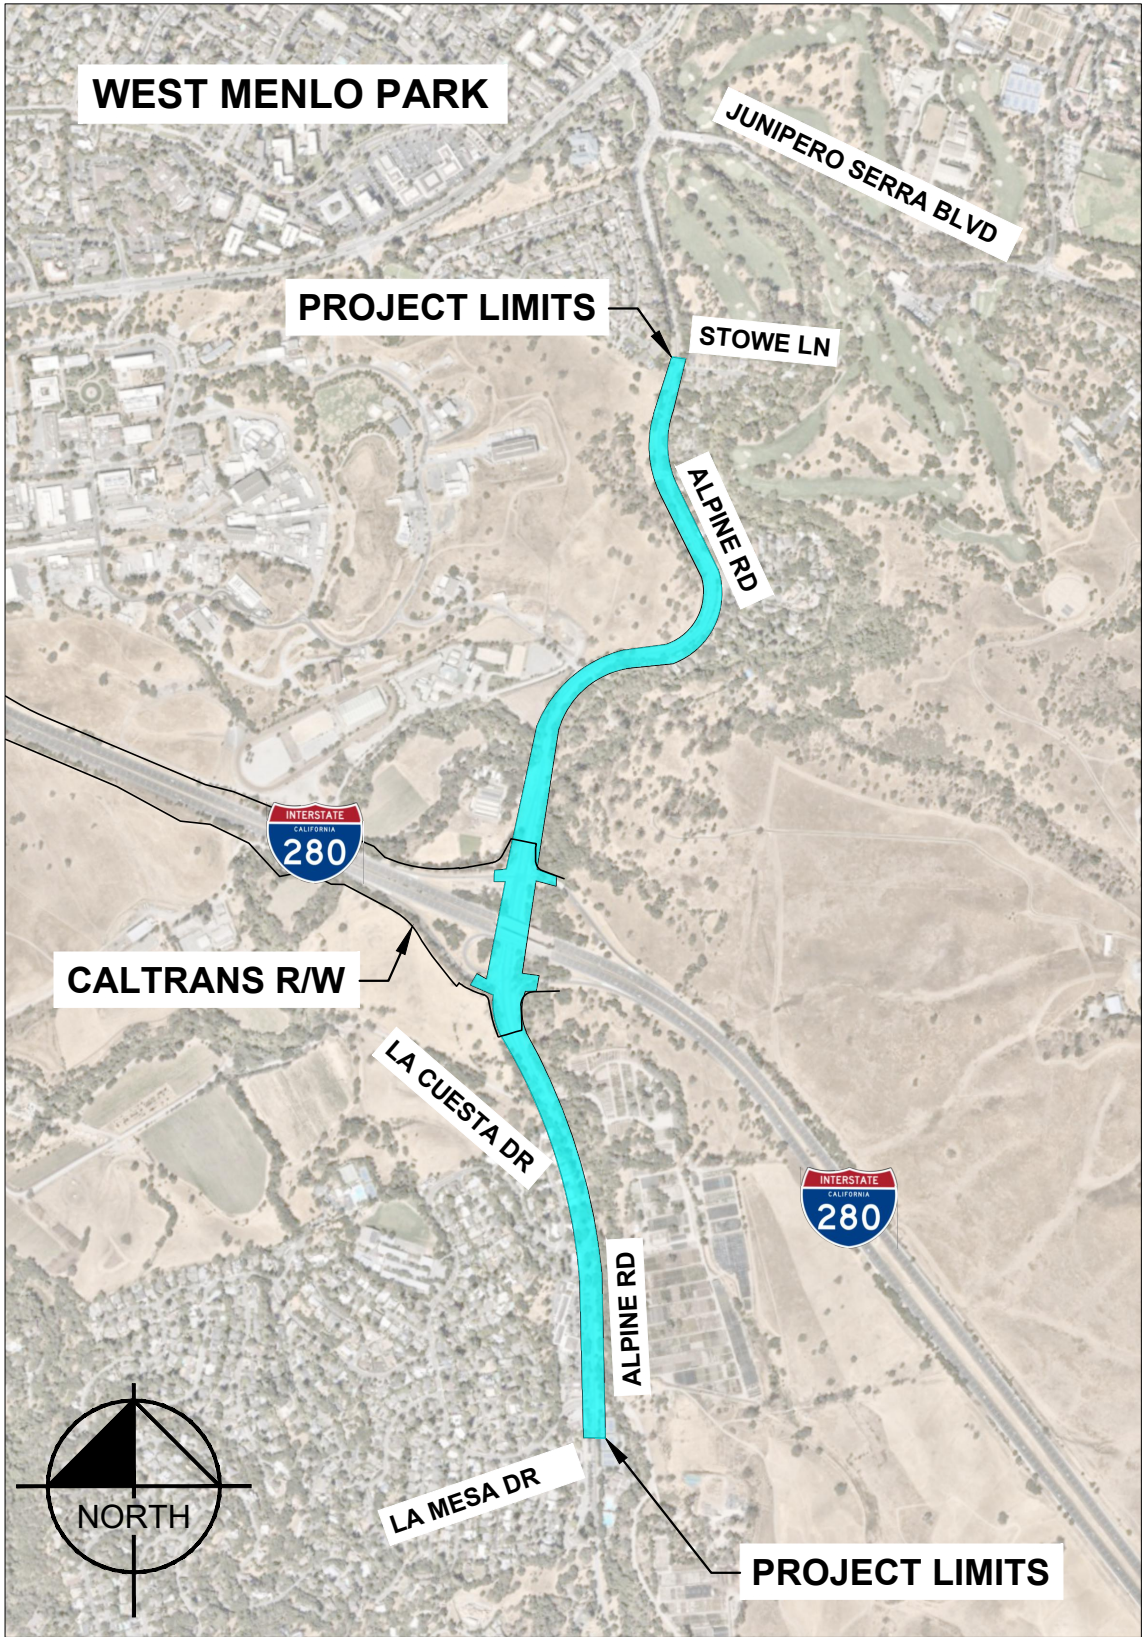 WEST MENLO PARK
JUNIPERO SERRA BLVD
PROJECT LIMITS
STOWE LN
ALPINE RD
INTERSTATE
CALIFORNIA
280
CALTRANS R/W
LA CUESTA DR
INTERSTATE
CALIFORNIA
280
ALPINE RD
LA MESA DR
NORTH
PROJECT LIMITS